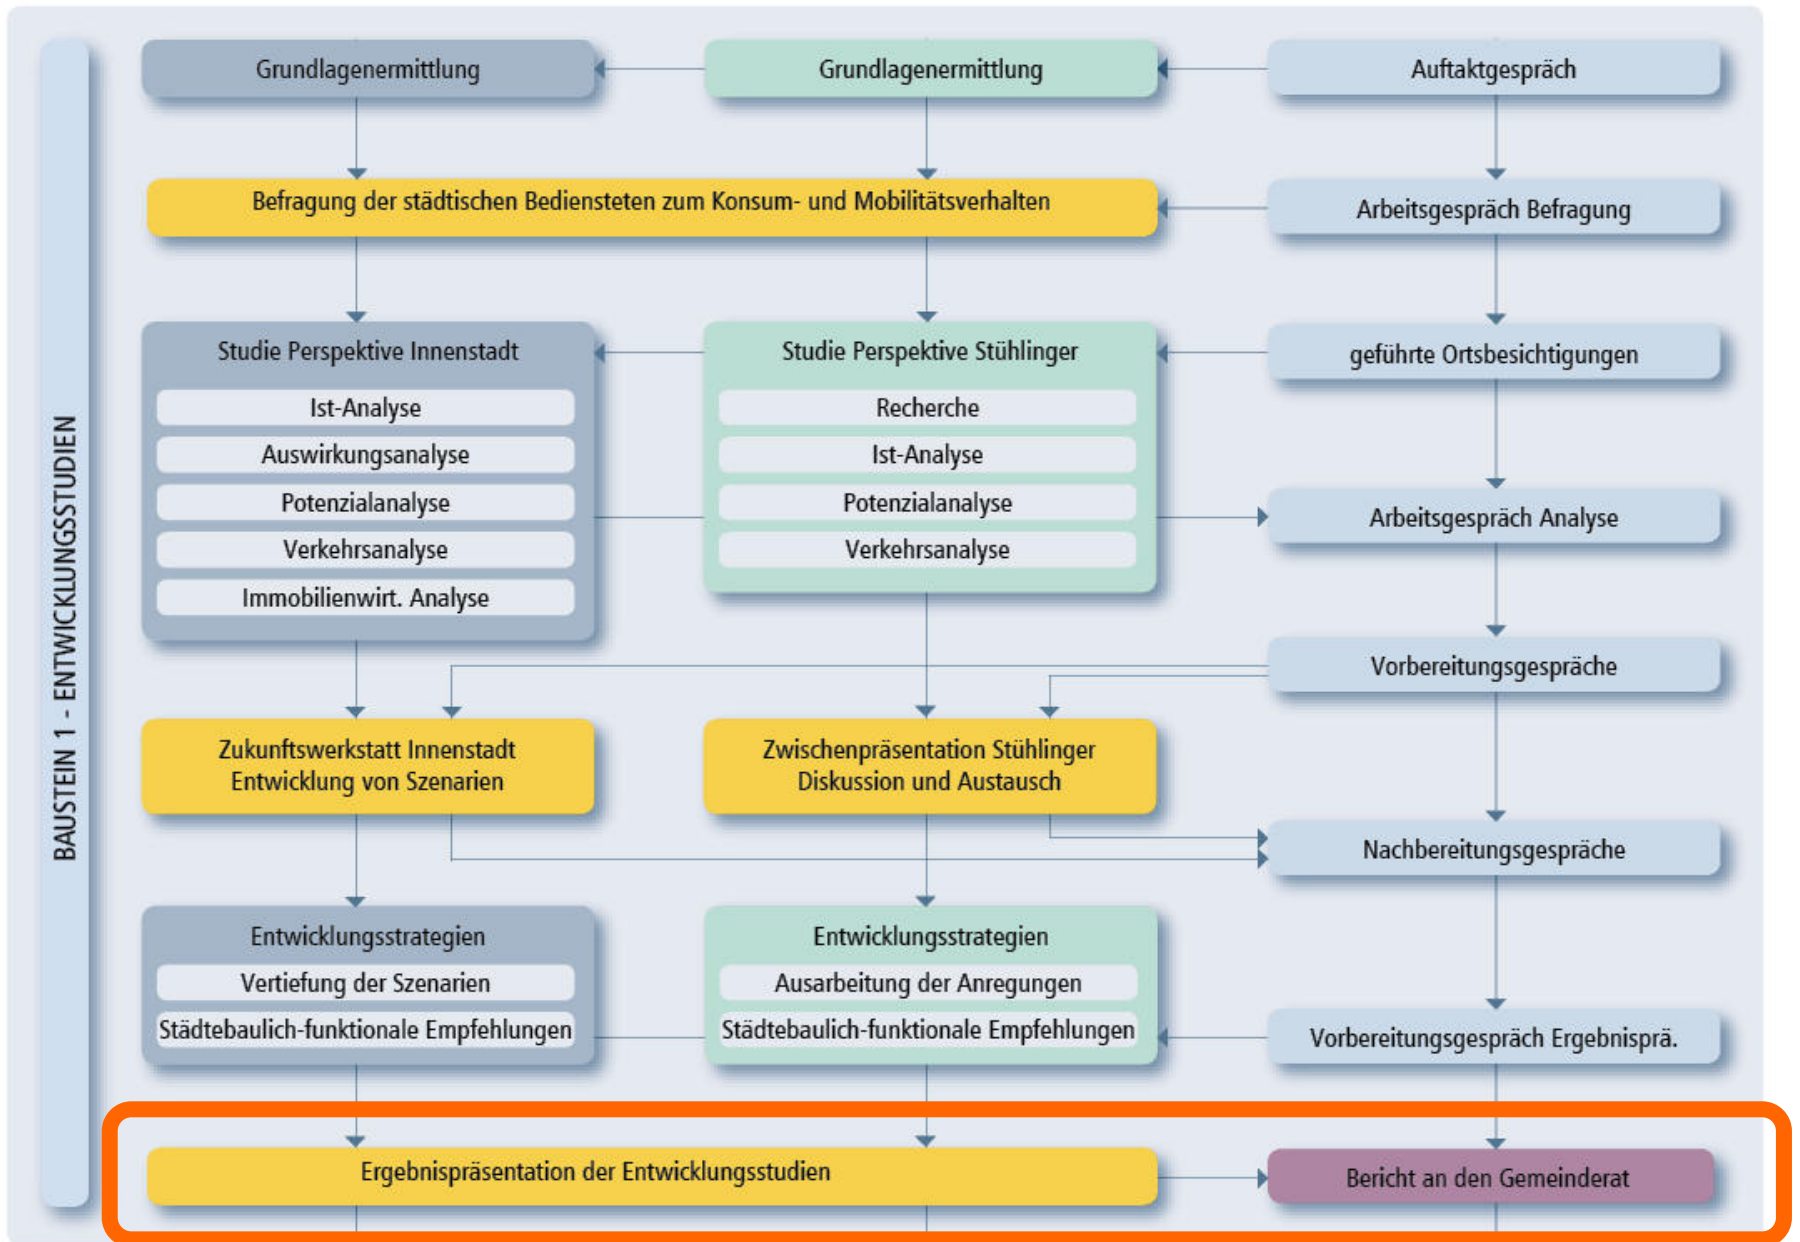 BAUSTEIN 1 - ENTWICKLUNGSSTUDIEN
Grundlagenermittlung
Grundlagenermittlung
Auftaktgespräch
Befragung der städtischen Bediensteten zum Konsum- und Mobilitätsverhalten
Arbeitsgespräch Befragung
Studie Perspektive Innenstadt
Ist-Analyse
Auswirkungsanalyse
Potenzialanalyse
Verkehrsanalyse
Immobilienwirt. Analyse
Studie Perspektive Stühlinger
Recherche
Ist-Analyse
Potenzialanalyse
Verkehrsanalyse
geführte Ortsbesichtigungen
Arbeitsgespräch Analyse
Vorbereitungsgespräche
Zukunftswerkstatt Innenstadt
Entwicklung von Szenarien
Zwischenpräsentation Stühlinger
Diskussion und Austausch
Nachbereitungsgespräche
Entwicklungsstrategien
Vertiefung der Szenarien
Städtebaulich-funktionale Empfehlungen
Entwicklungsstrategien
Ausarbeitung der Anregungen
Städtebaulich-funktionale Empfehlungen
Vorbereitungsgespräch Ergebnisprä.
Ergebnispräsentation der Entwicklungsstudien
Bericht an den Gemeinderat